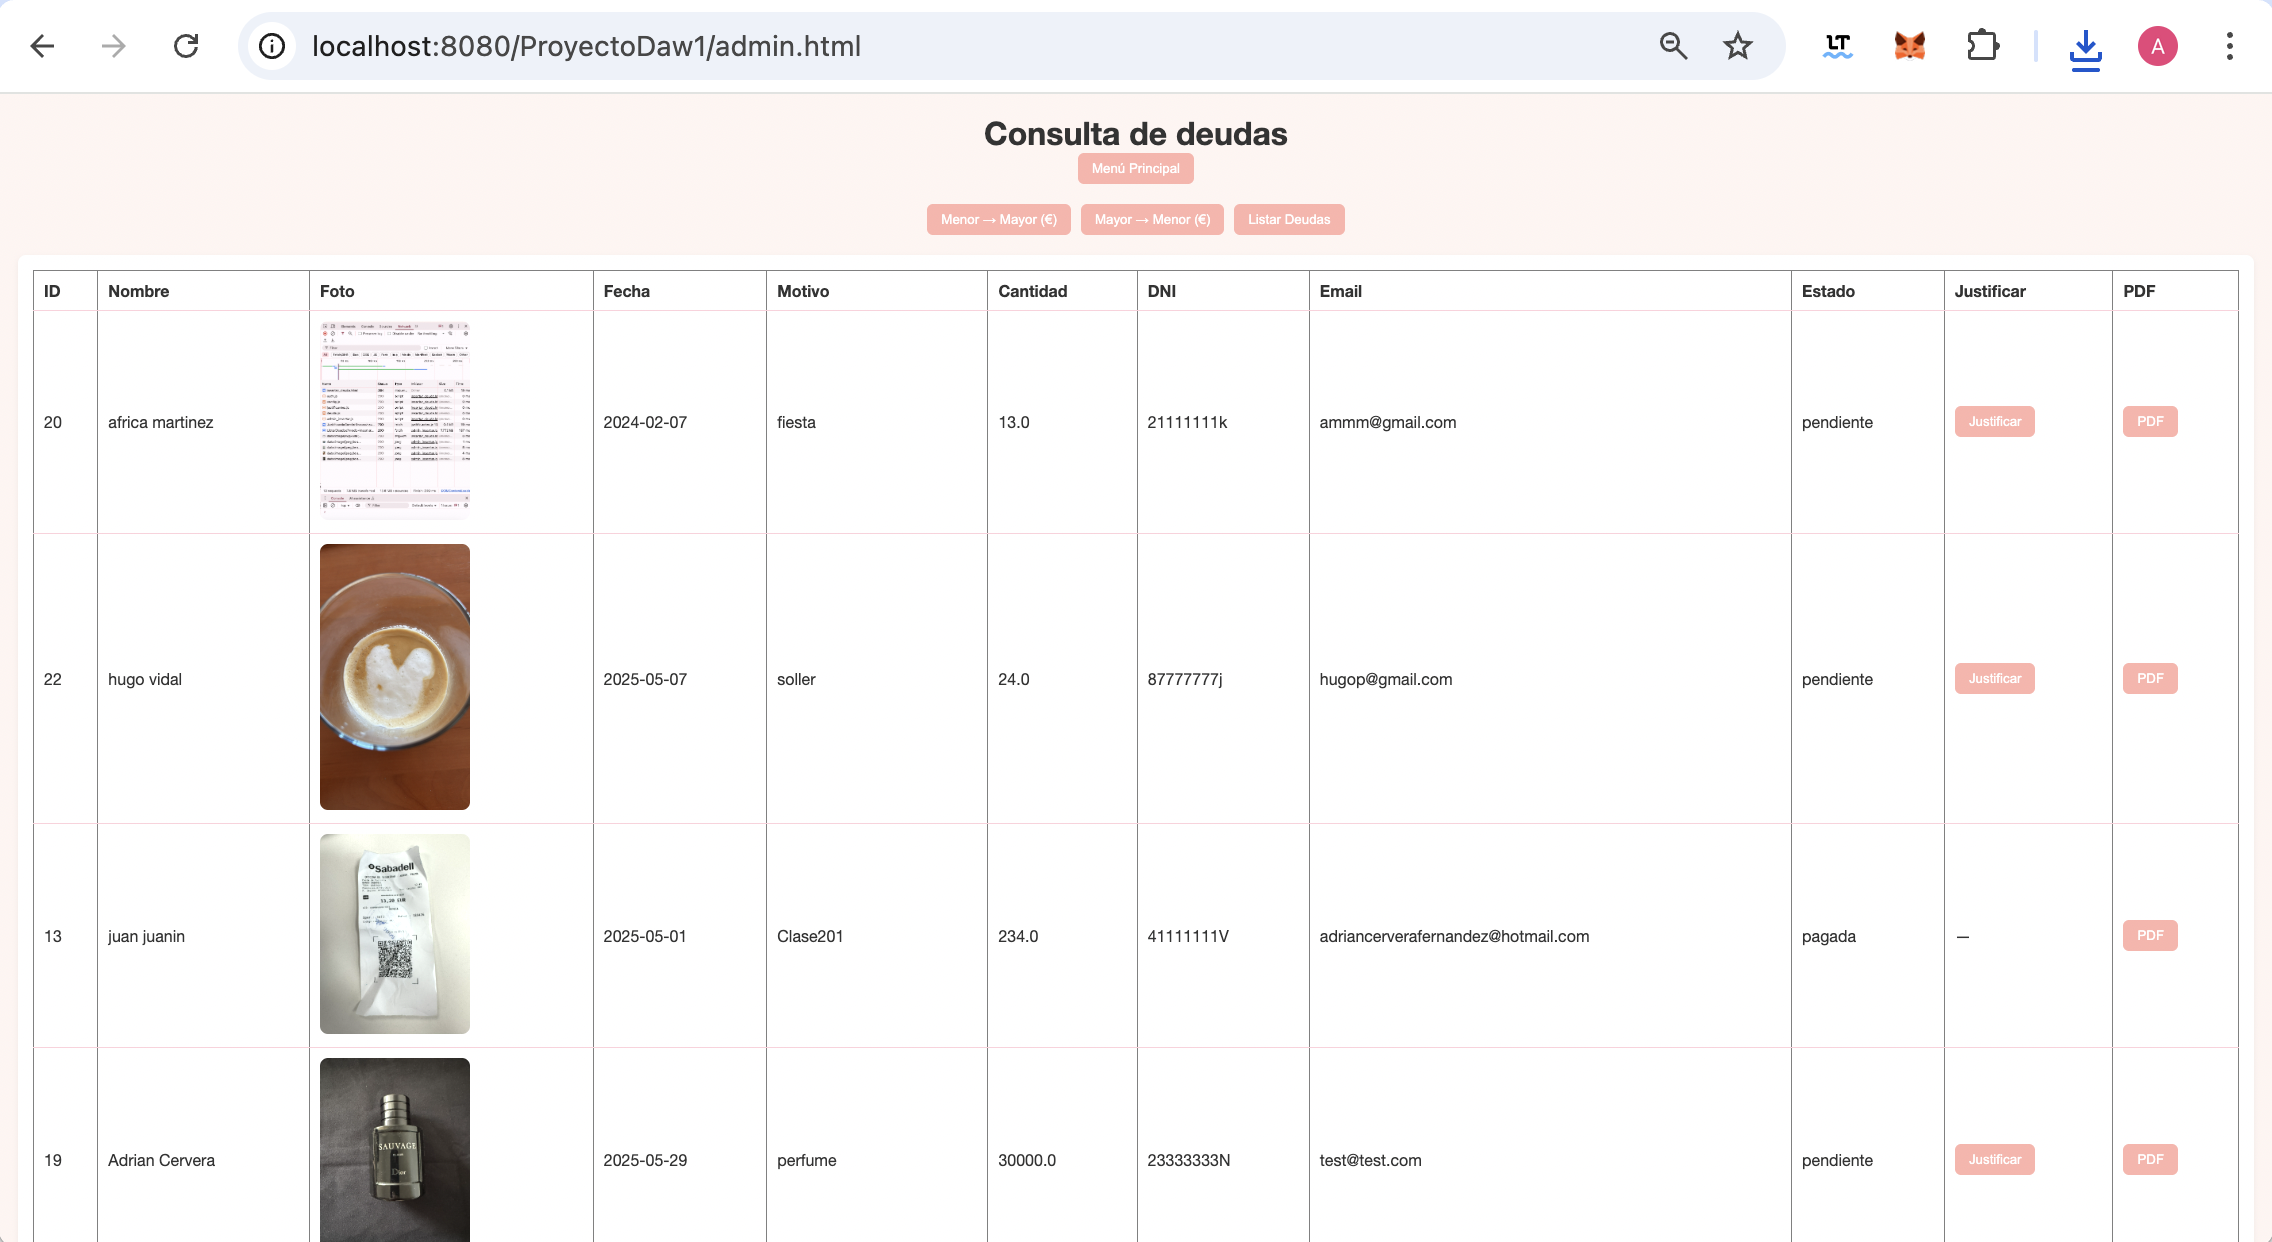 localhost:8080/ProyectoDaw1/admin.html
LT
A
Consulta de deudas
Menú Principal
Menor → Mayor (€) Mayor → Menor (€) Listar Deudas
ID Nombre Foto Fecha Motivo Cantidad DNI Email Estado Justificar PDF
20 africa martinez 2024-02-07 fiesta 13.0 21111111k ammm@gmail.com pendiente Justificar PDF
22 hugo vidal 2025-05-07 soller 24.0 87777777j hugop@gmail.com pendiente Justificar PDF
Sabadell
13 juan juanin 2025-05-01 Clase201 234.0 41111111V adriancerverafernandez@hotmail.com pagada — PDF
SAUVAGE
Dior
19 Adrian Cervera 2025-05-29 perfume 30000.0 23333333N test@test.com pendiente Justificar PDF